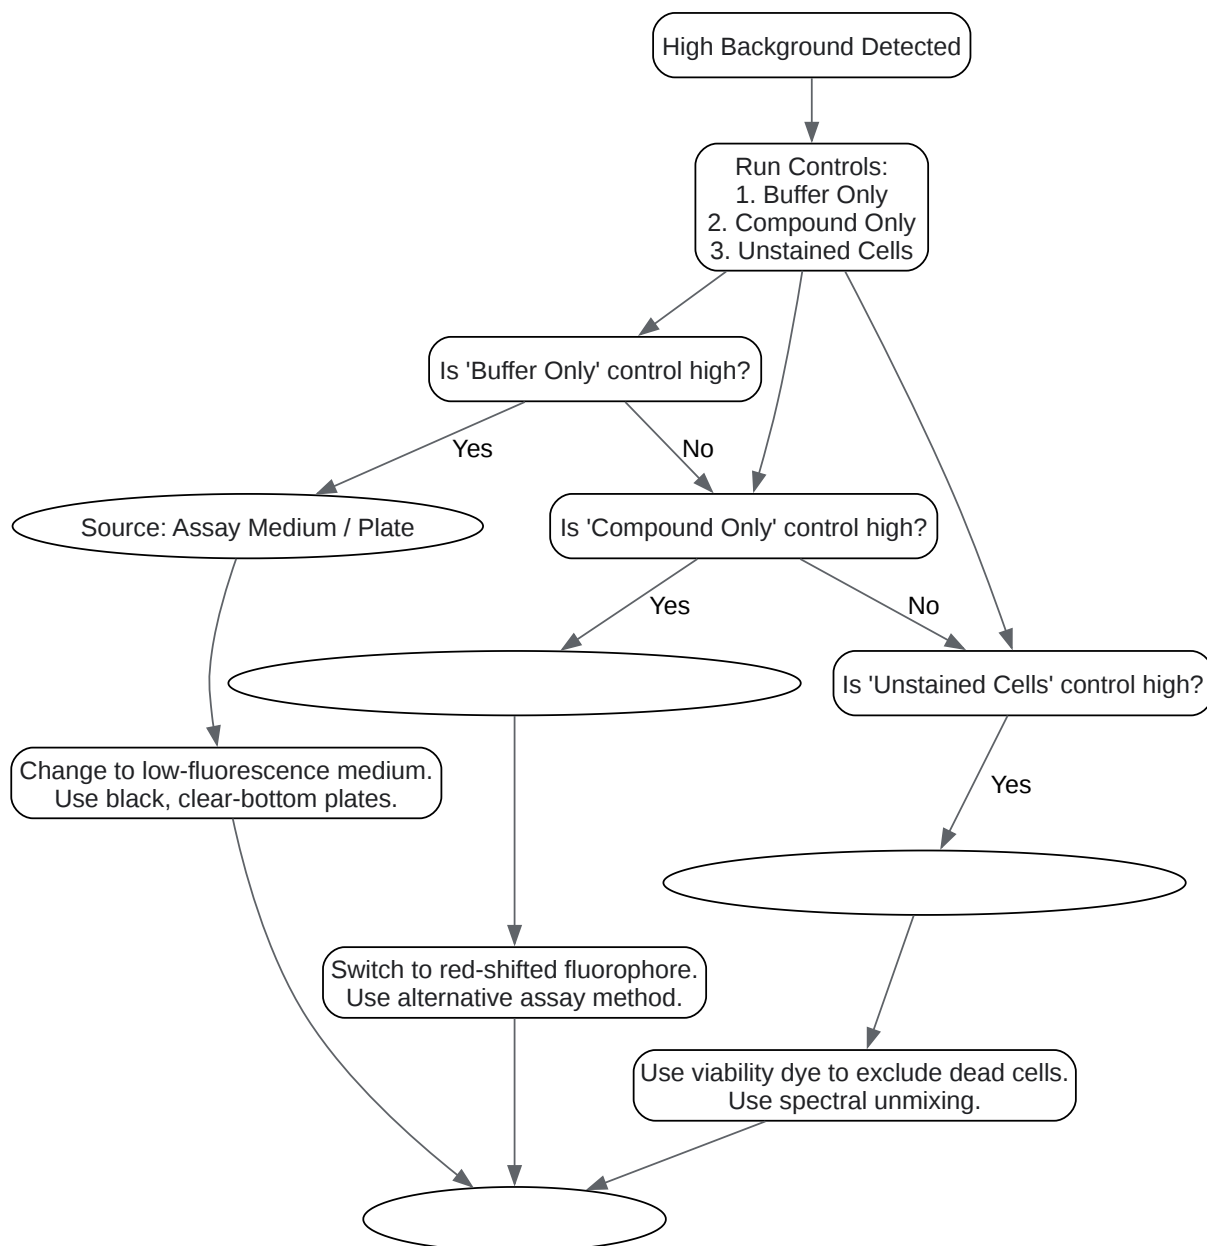 High Background Detected
Run Controls:
1. Buffer Only
2. Compound Only
3. Unstained Cells
Is 'Buffer Only' control high?
Yes
No
Source: Assay Medium / Plate
Is 'Compound Only' control high?
Yes
No
Is 'Unstained Cells' control high?
Change to low-fluorescence medium.
Use black, clear-bottom plates.
Yes
Switch to red-shifted fluorophore.
Use alternative assay method.
Use viability dye to exclude dead cells.
Use spectral unmixing.